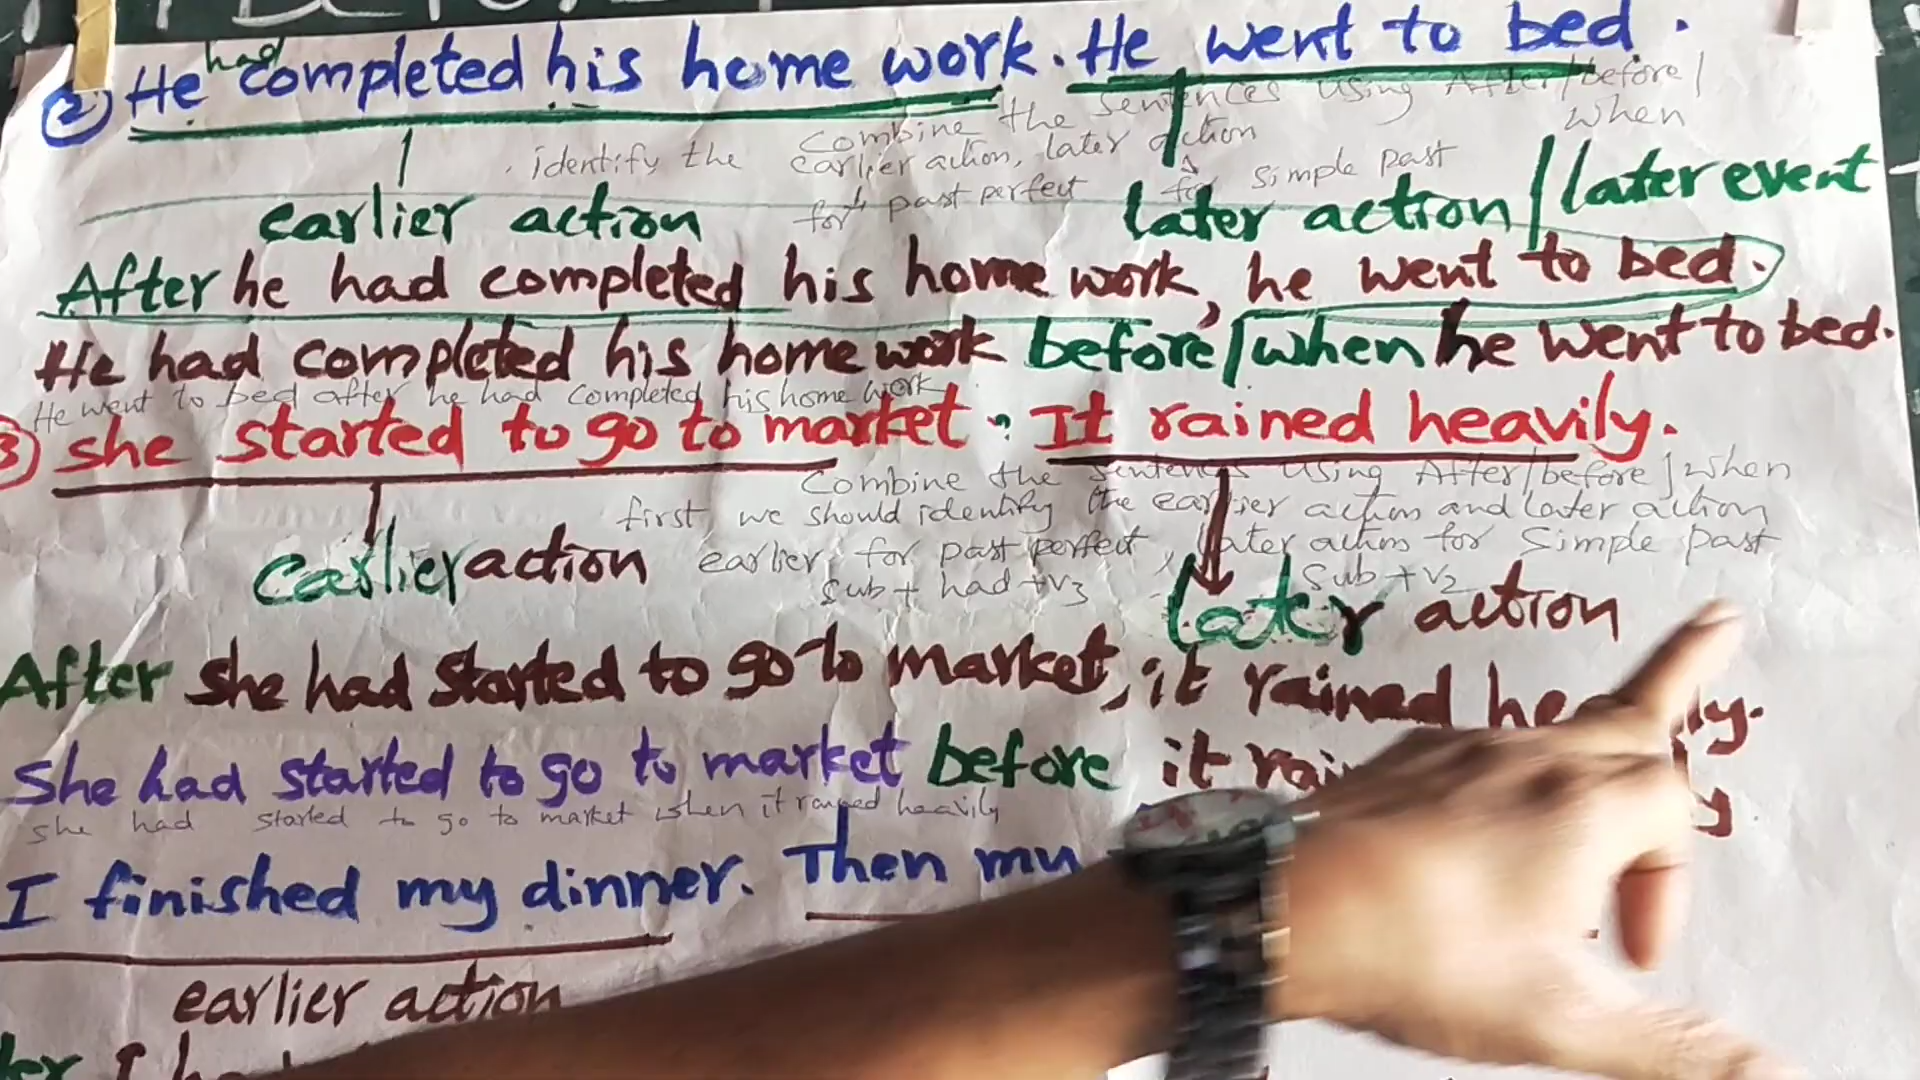 ② He had completed his home work. He went to bed.
Combine the sentences using After/before/
when
identify the earlier action, later action
for past perfect for simple past
earlier action later action/later event
After he had completed his home work, he went to bed.
He had completed his home work before/when he went to bed.
He went to bed after he had completed his home work
3) she started to go to market. It rained heavily.
Combine the sentences using After/before/when
first, we should identify the earlier action and later action
earlier for past perfect, later action for simple past
sub + had + v3 sub + v2
earlier action later action
After she had started to go to market, it rained
She had started to go to market before it
she had started to go to market when it rained heavily
I finished my dinner. Then my
earlier action
I